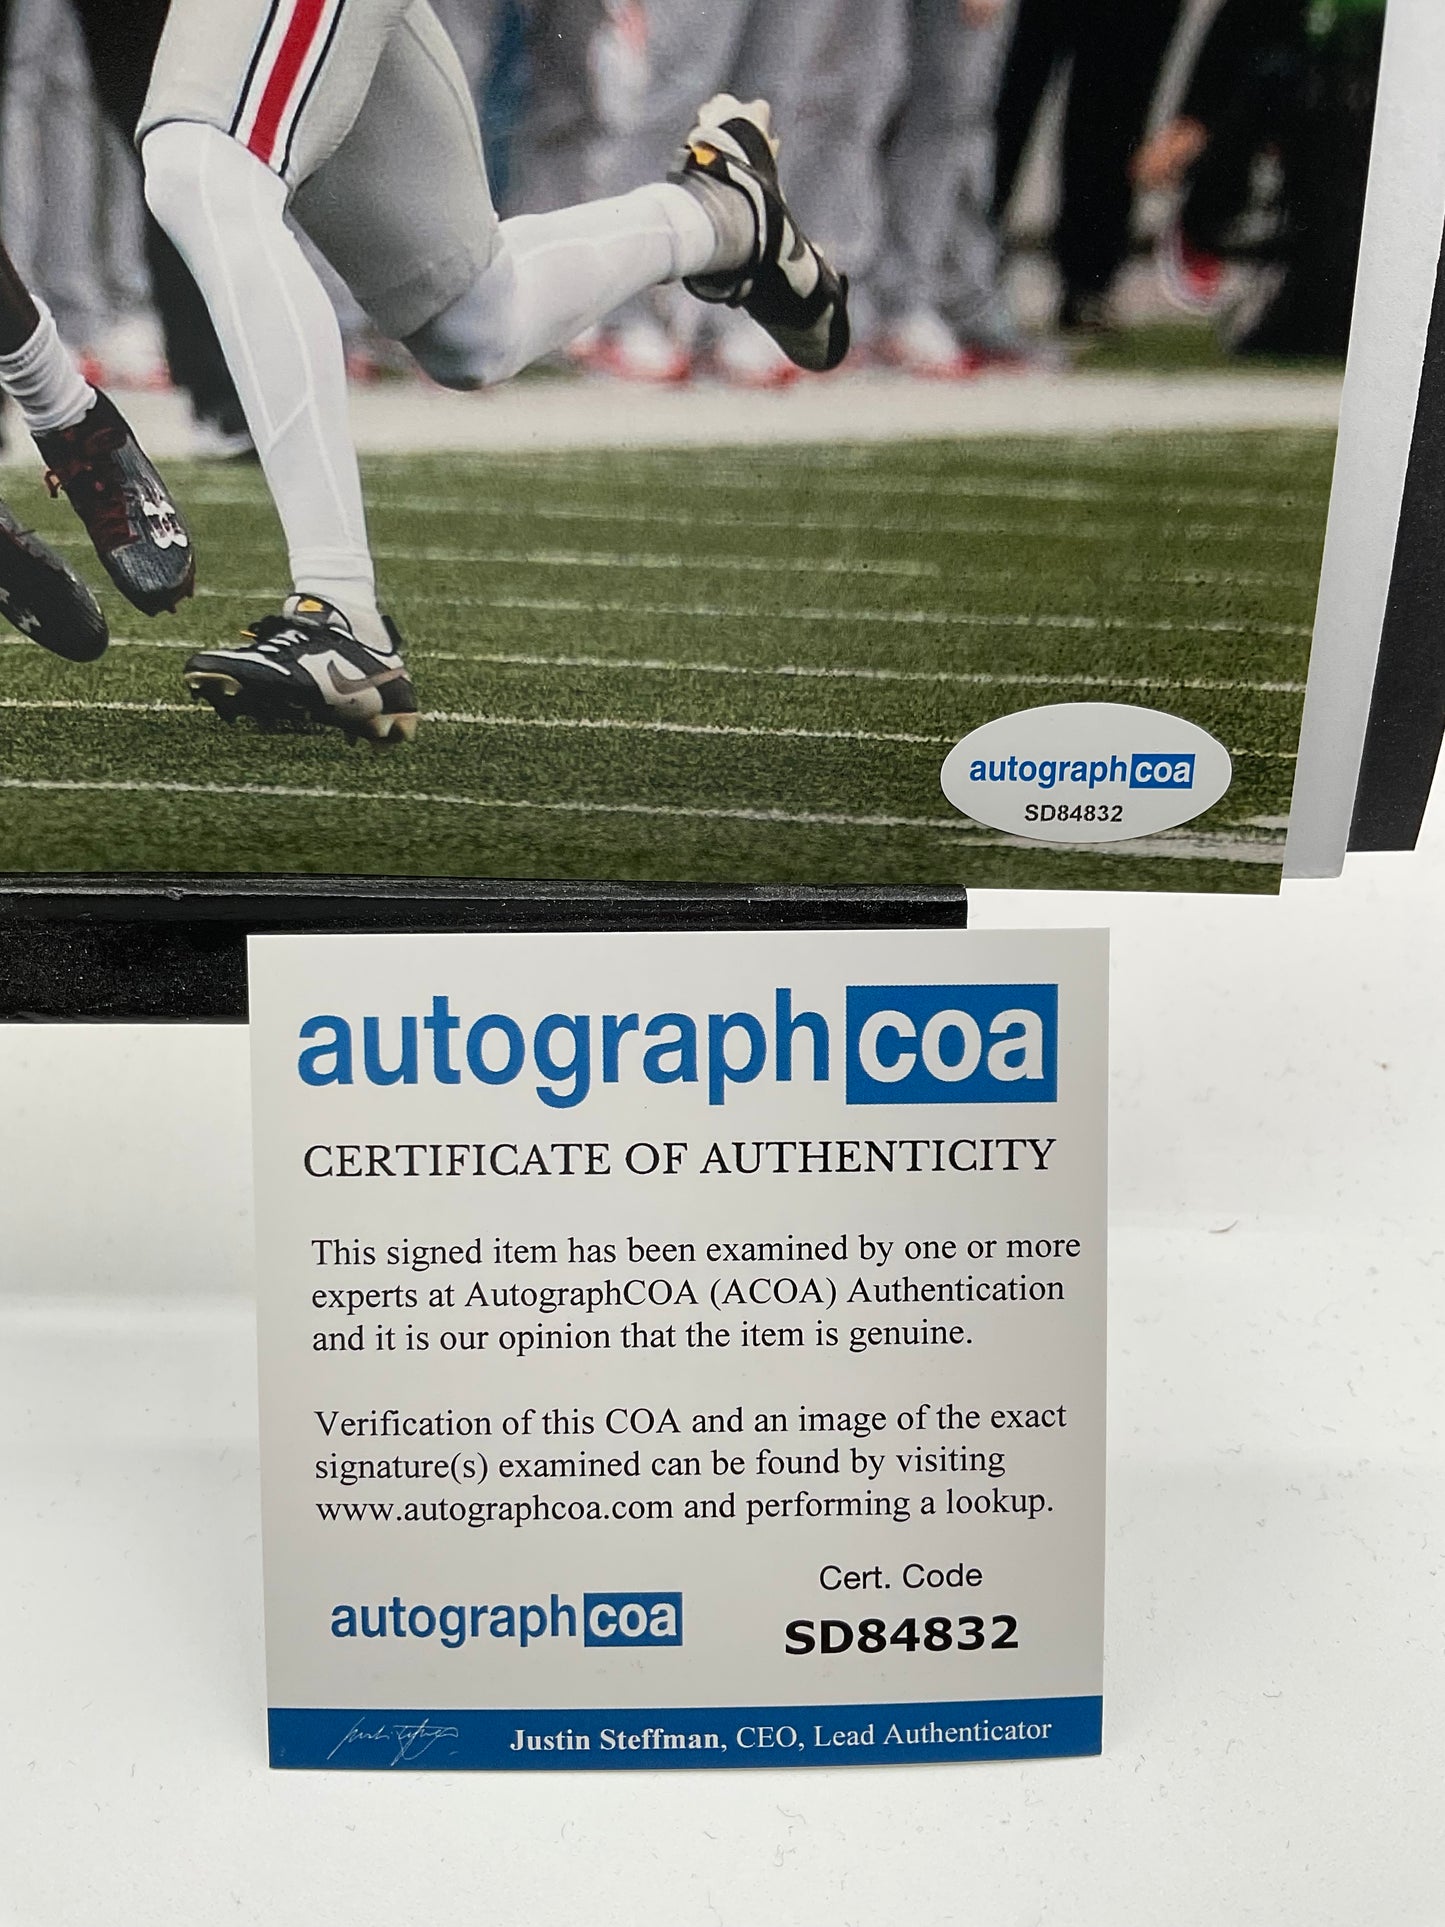 autographcoa
SD84832
autographcoa
CERTIFICATE OF AUTHENTICITY
This signed item has been examined by one or more
experts at AutographCOA (ACOA) Authentication
and it is our opinion that the item is genuine.
Verification of this COA and an image of the exact
signature(s) examined can be found by visiting
www.autographcoa.com and performing a lookup.
Cert. Code
autographcoa
SD84832
Justin Steffman, CEO, Lead Authenticator